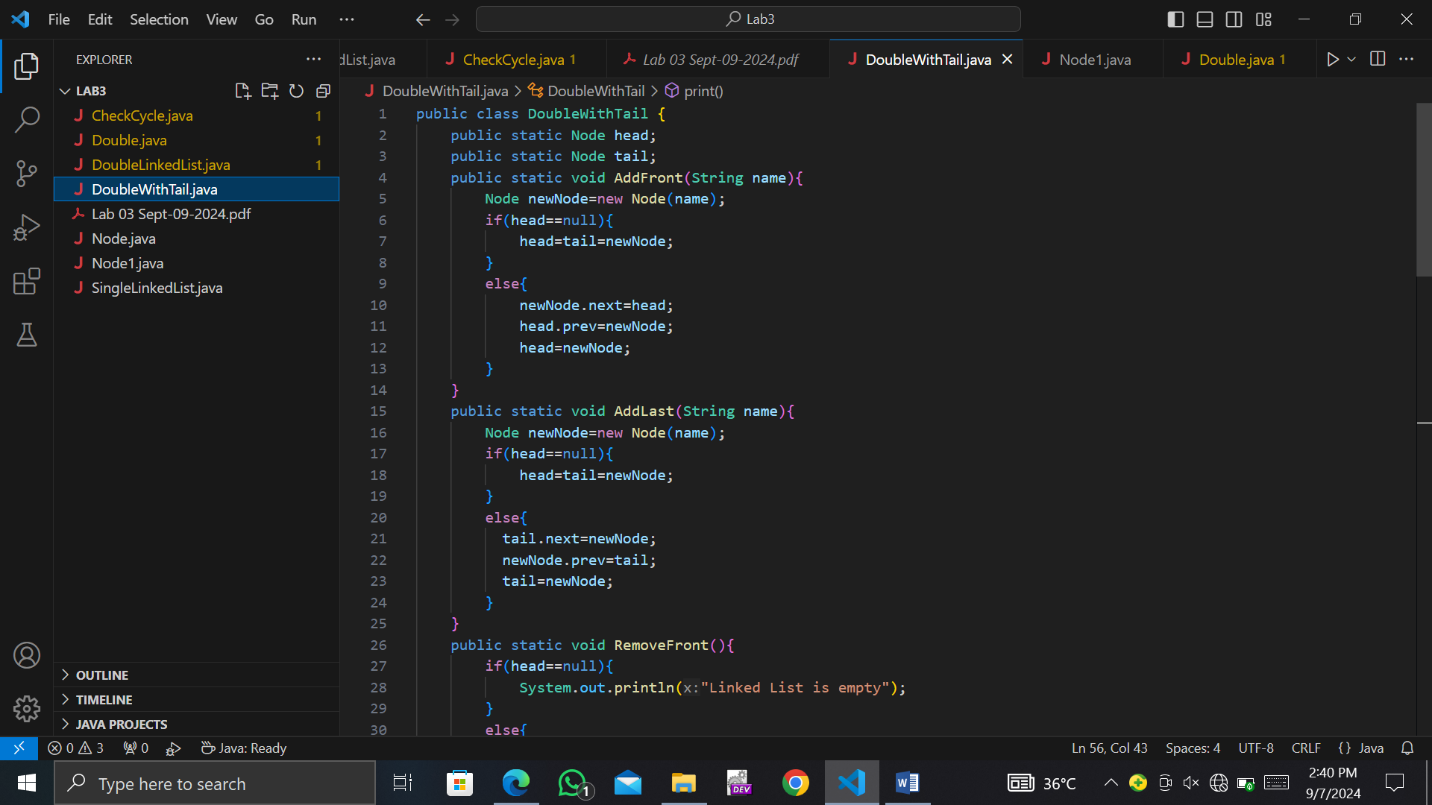 File Edit Selection View Go Run ··· Lab3
EXPLORER ···
dList.java CheckCycle.java 1 Lab 03 Sept-09-2024.pdf DoubleWithTail.java Node1.java Double.java 1
LAB3
DoubleWithTail.java > DoubleWithTail > print()
CheckCycle.java 1
Double.java 1
DoubleLinkedList.java 1
DoubleWithTail.java
Lab 03 Sept-09-2024.pdf
Node.java
Node1.java
SingleLinkedList.java
1 public class DoubleWithTail {
2 public static Node head;
3 public static Node tail;
4 public static void AddFront(String name){
5 Node newNode=new Node(name);
6 if(head==null){
7 head=tail=newNode;
8 }
9 else{
10 newNode.next=head;
11 head.prev=newNode;
12 head=newNode;
13 }
14 }
15 public static void AddLast(String name){
16 Node newNode=new Node(name);
17 if(head==null){
18 head=tail=newNode;
19 }
20 else{
21 tail.next=newNode;
22 newNode.prev=tail;
23 tail=newNode;
24 }
25 }
26 public static void RemoveFront(){
27 if(head==null){
28 System.out.println(x:"Linked List is empty");
29 }
30 else{
OUTLINE
TIMELINE
JAVA PROJECTS
0 3 0 Java: Ready Ln 56, Col 43 Spaces: 4 UTF-8 CRLF {} Java
Type here to search DEV 1 W 36°C 2:40 PM
9/7/2024